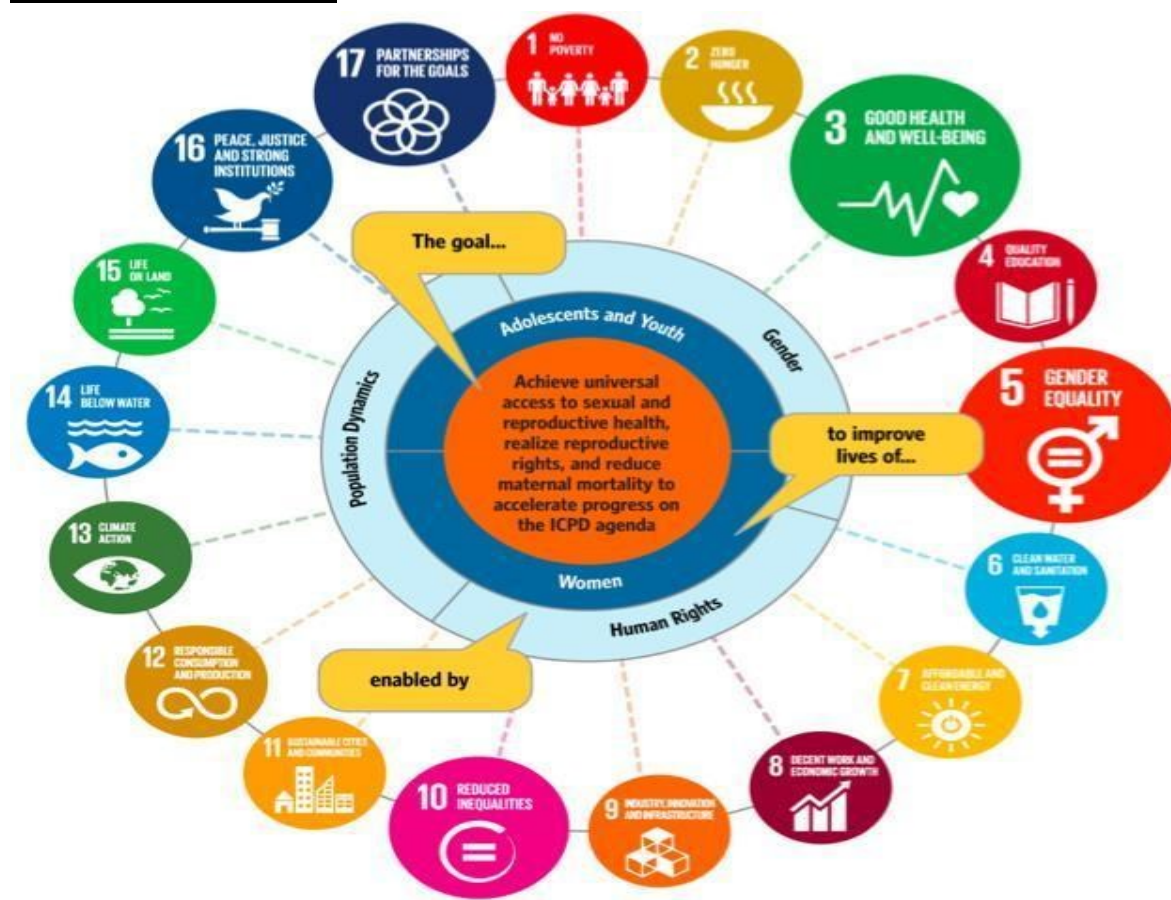 1 NO
POVERTY
2 ZERO
HUNGER
3 GOOD HEALTH
AND WELL-BEING
4 QUALITY
EDUCATION
5 GENDER
EQUALITY
6 CLEAN WATER
AND SANITATION
7 AFFORDABLE AND
CLEAN ENERGY
8 DECENT WORK AND
ECONOMIC GROWTH
9 INDUSTRY, INNOVATION
AND INFRASTRUCTURE
10 REDUCED
INEQUALITIES
11 SUSTAINABLE CITIES
AND COMMUNITIES
12 RESPONSIBLE
CONSUMPTION
AND PRODUCTION
13 CLIMATE
ACTION
14 LIFE
BELOW WATER
15 LIFE
ON LAND
16 PEACE, JUSTICE
AND STRONG
INSTITUTIONS
17 PARTNERSHIPS
FOR THE GOALS
The goal...
Adolescents and Youth
Gender
Population Dynamics
Achieve universal
access to sexual and
reproductive health,
realize reproductive
rights, and reduce
maternal mortality to
accelerate progress on
the ICPD agenda
to improve
lives of...
Women
Human Rights
enabled by